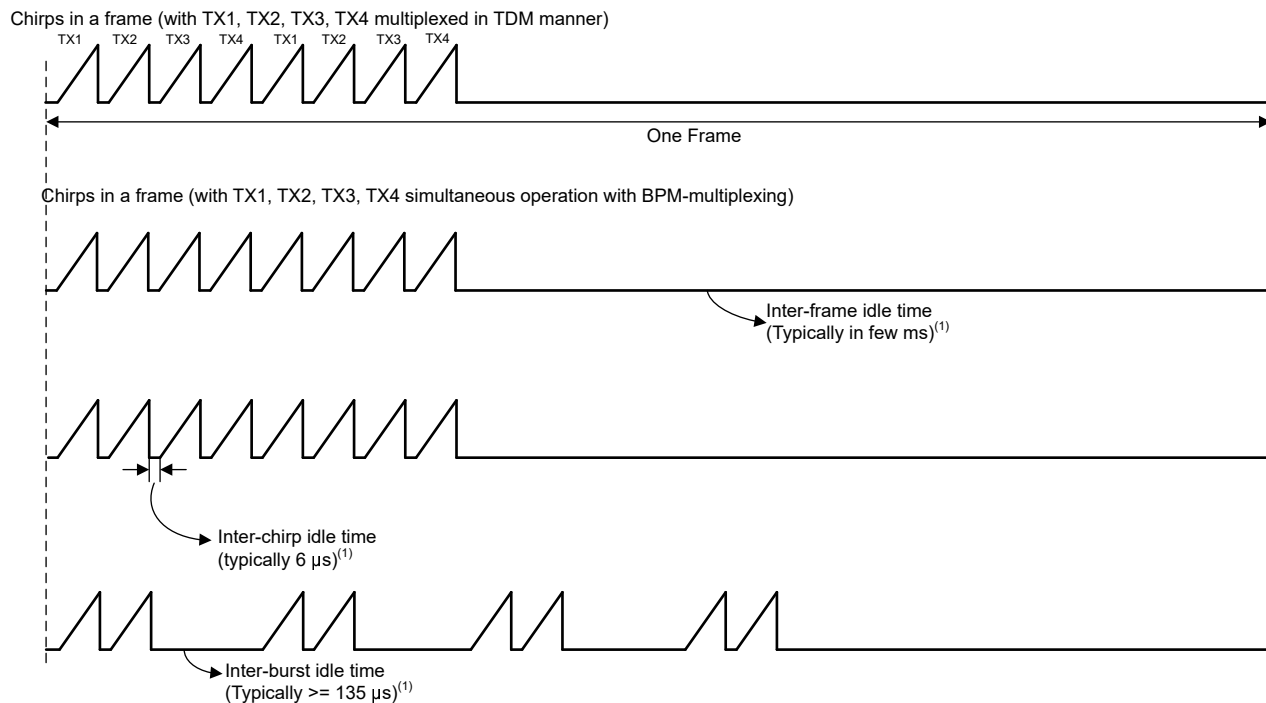 Chirps in a frame (with TX1, TX2, TX3, TX4 multiplexed in TDM manner)
TX1 TX2 TX3 TX4 TX1 TX2 TX3 TX4
One Frame
Chirps in a frame (with TX1, TX2, TX3, TX4 simultaneous operation with BPM-multiplexing)
Inter-frame idle time
(Typically in few ms)(1)
Inter-chirp idle time
(typically 6 μs)(1)
Inter-burst idle time
(Typically >= 135 μs)(1)